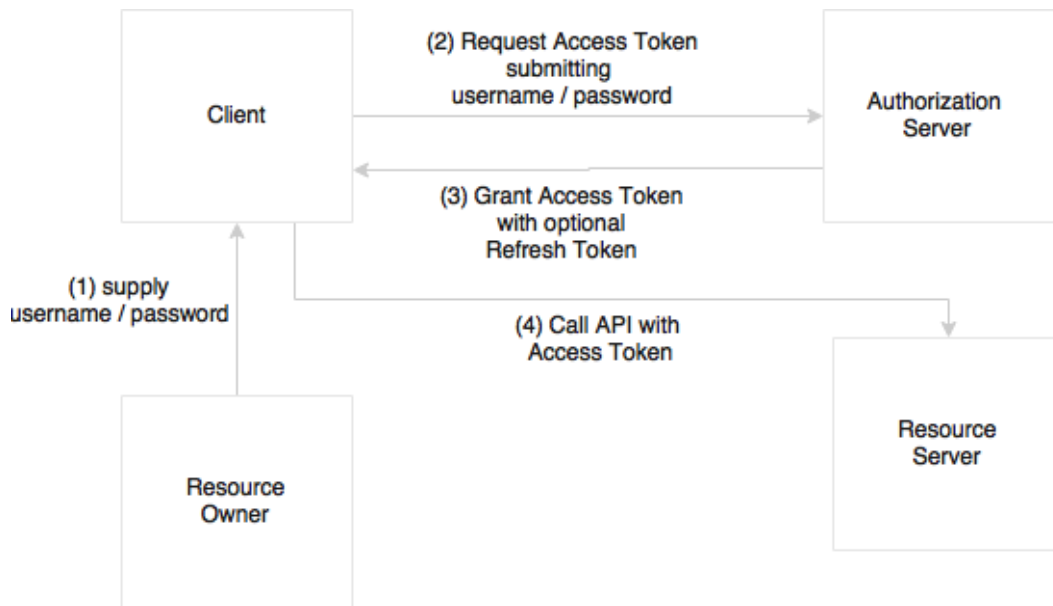 (2) Request Access Token
submitting
username / password
Client
Authorization
Server
(3) Grant Access Token
with optional
Refresh Token
(1) supply
username / password
(4) Call API with
Access Token
Resource
Server
Resource
Owner